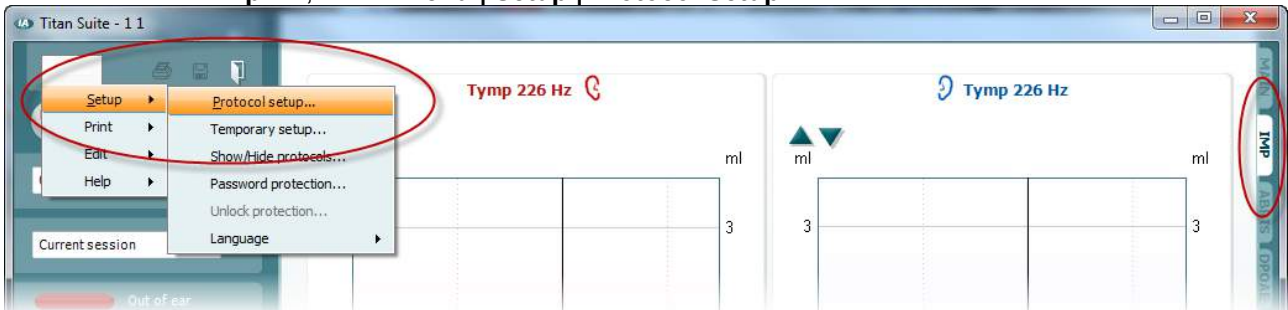 Titan Suite - 1 1
Setup
Print
Edit
Help
Protocol setup...
Temporary setup...
Show/Hide protocols...
Password protection...
Unlock protection...
Language
Current session
Out of ear
Tymp 226 Hz
ml
3
Tymp 226 Hz
ml
ml
3
3
MAIN
IMP
ABRIS
DPOAE